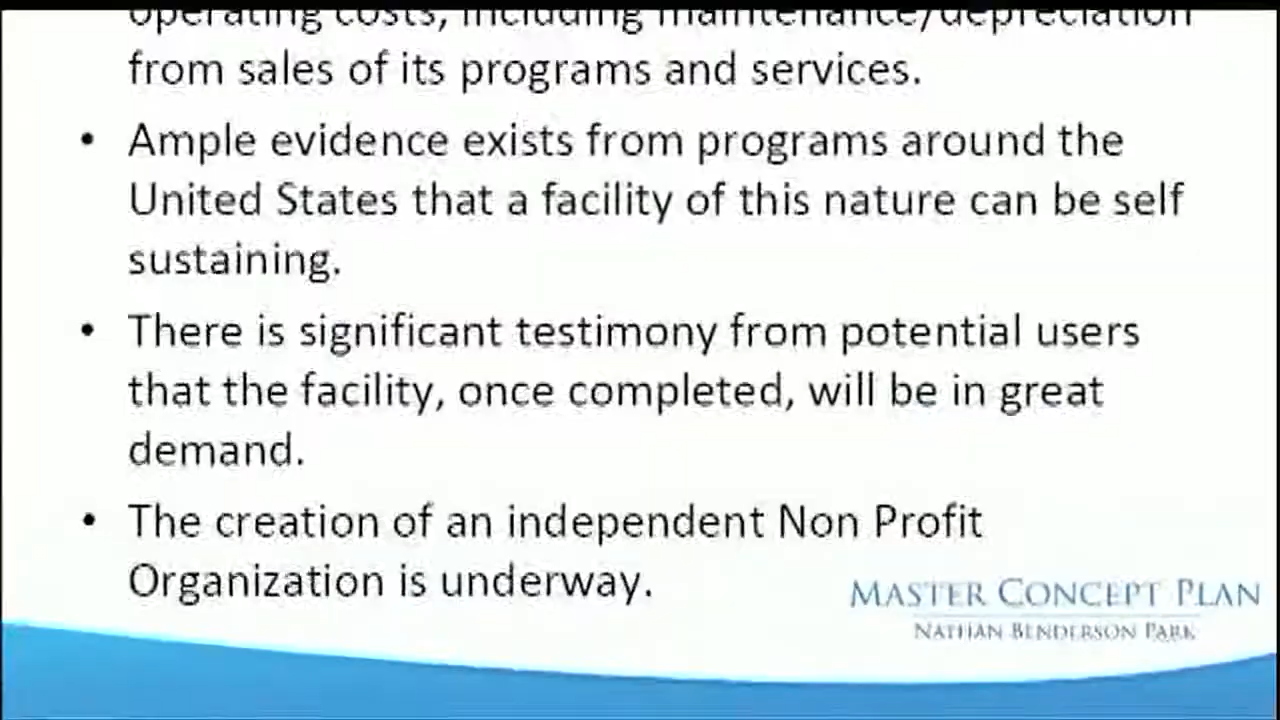 operating costs, including maintenance/depreciation
from sales of its programs and services.
• Ample evidence exists from programs around the
United States that a facility of this nature can be self
sustaining.
• There is significant testimony from potential users
that the facility, once completed, will be in great
demand.
• The creation of an independent Non Profit
Organization is underway.
MASTER CONCEPT PLAN
NATHAN BENDERSON PARK